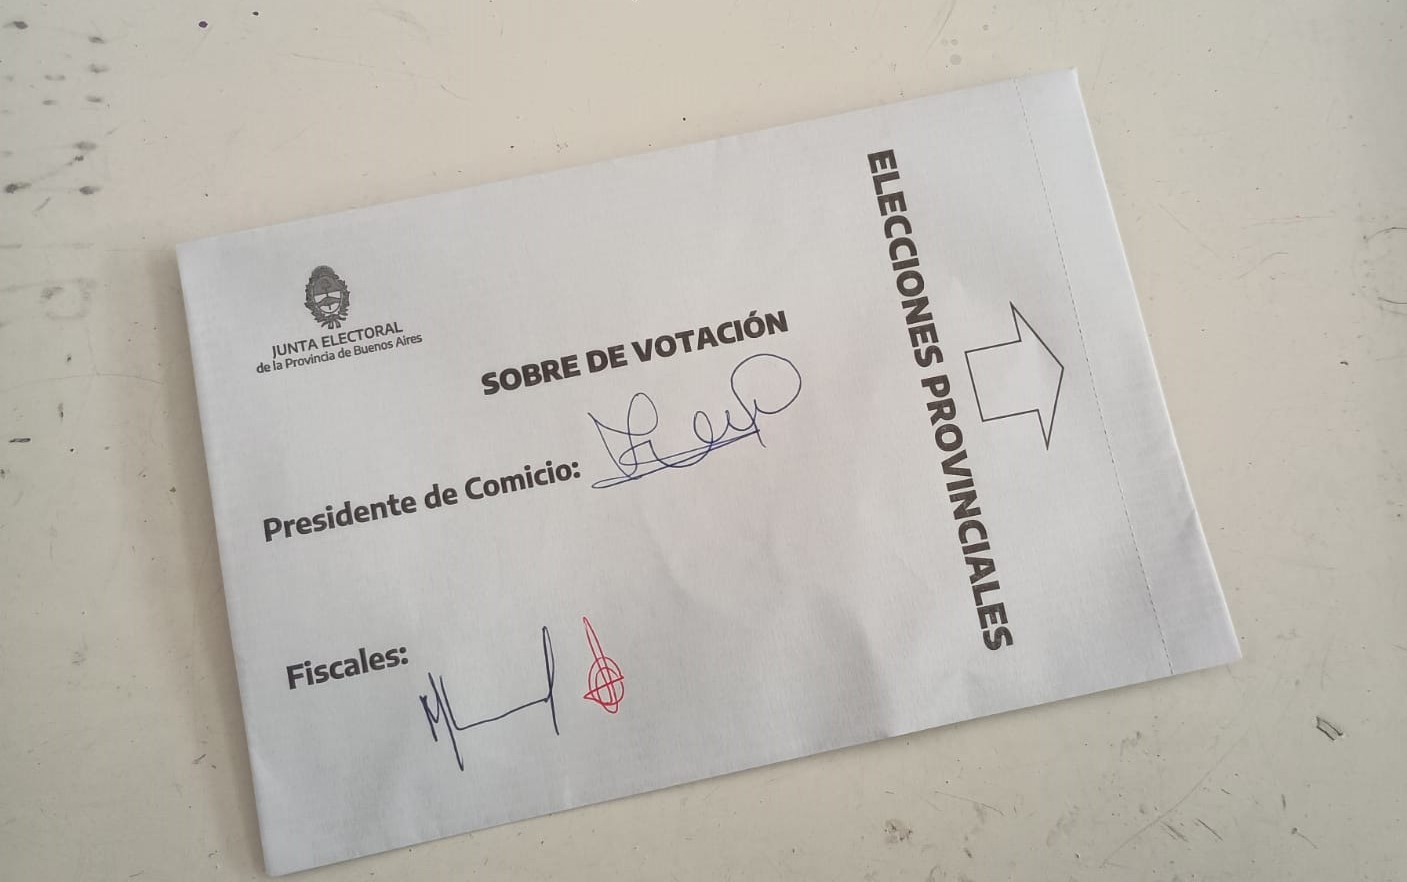 JUNTA ELECTORAL
de la Provincia de Buenos Aires
SOBRE DE VOTACIÓN
Presidente de Comicio:
Fiscales:
ELECCIONES PROVINCIALES